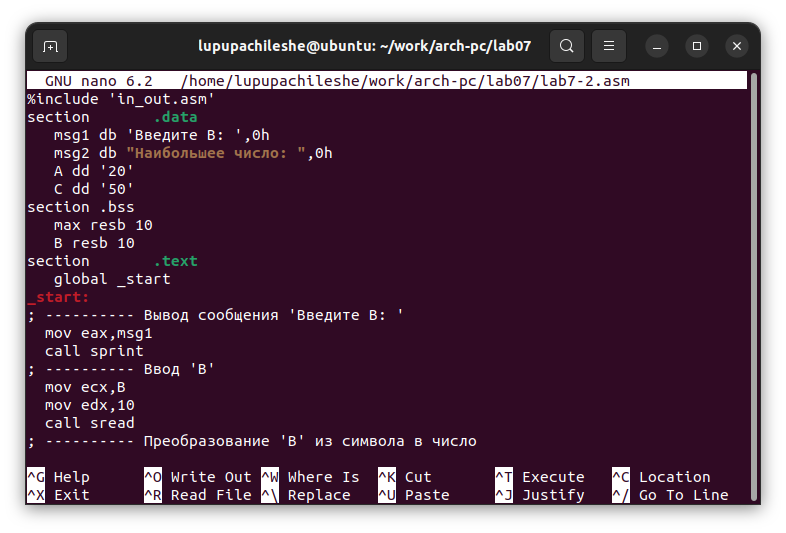 lupupachileshe@ubuntu: ~/work/arch-pc/lab07
GNU nano 6.2   /home/lupupachileshe/work/arch-pc/lab07/lab7-2.asm
%include 'in_out.asm'
section       .data
   msg1 db 'Введите B: ',0h
   msg2 db "Наибольшее число: ",0h
   A dd '20'
   C dd '50'
section .bss
   max resb 10
   B resb 10
section       .text
   global _start
_start:
; ---------- Вывод сообщения 'Введите B: '
  mov eax,msg1
  call sprint
; ---------- Ввод 'B'
  mov ecx,B
  mov edx,10
  call sread
; ---------- Преобразование 'B' из символа в число
^G Help      ^O Write Out ^W Where Is  ^K Cut       ^T Execute   ^C Location
^X Exit      ^R Read File ^\ Replace   ^U Paste     ^J Justify   ^/ Go To Line